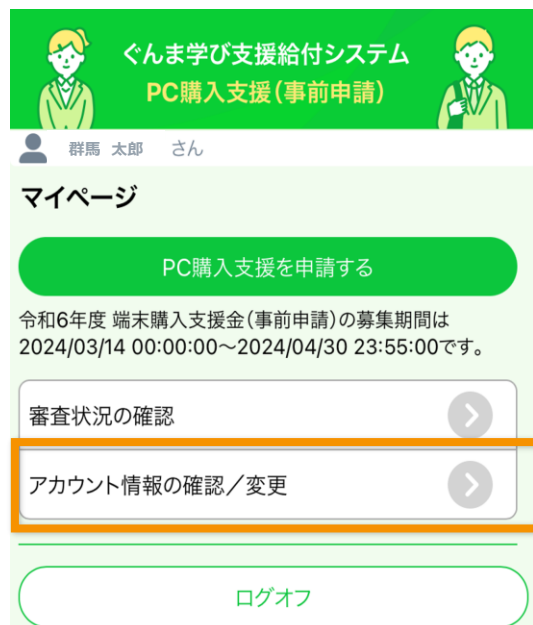 ぐんま学び支援給付システム
PC購入支援(事前申請)
群馬 太郎 さん
マイページ
PC購入支援を申請する
令和6年度 端末購入支援金(事前申請)の募集期間は
2024/03/14 00:00:00～2024/04/30 23:55:00です。
審査状況の確認
アカウント情報の確認／変更
ログオフ